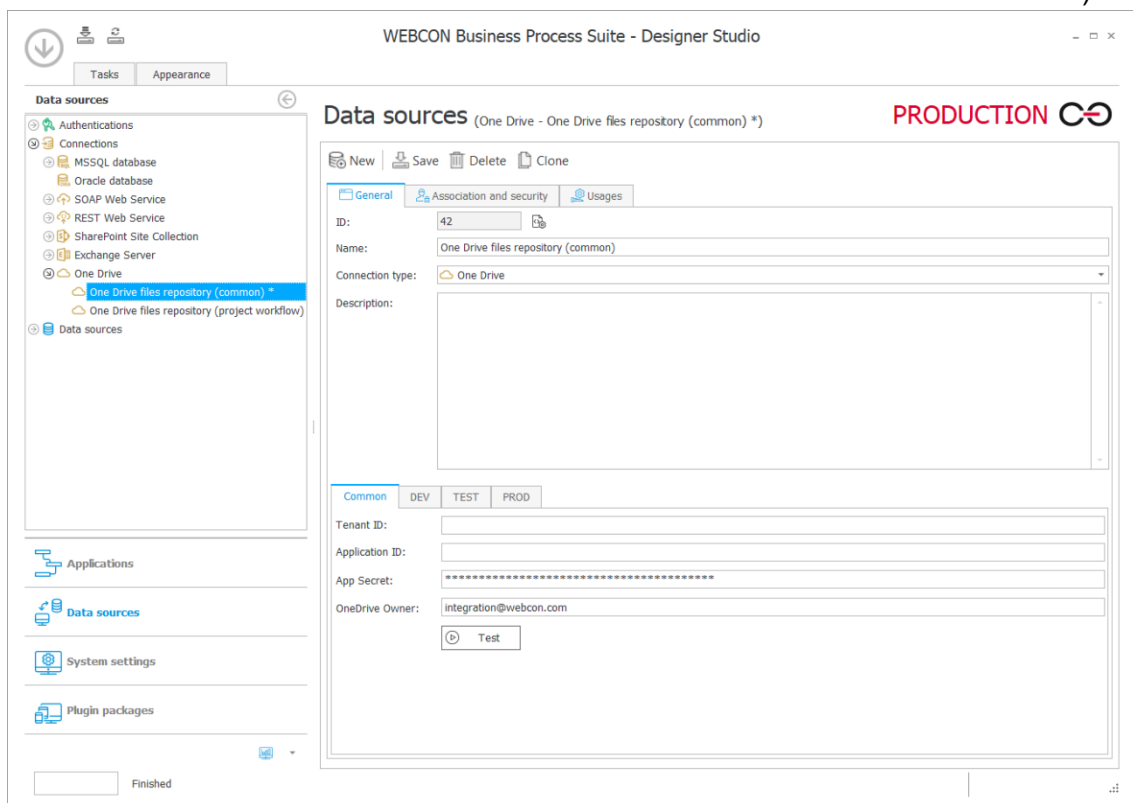 )
WEBCON Business Process Suite - Designer Studio
Tasks Appearance
Data sources
Authentications
Connections
MSSQL database
Oracle database
SOAP Web Service
REST Web Service
SharePoint Site Collection
Exchange Server
One Drive
One Drive files repository (common) *
One Drive files repository (project workflow)
Data sources
Applications
Data sources
System settings
Plugin packages
Data sources (One Drive - One Drive files repository (common) *)
PRODUCTION
New Save Delete Clone
General Association and security Usages
ID: 42
Name: One Drive files repository (common)
Connection type: One Drive
Description:
Common DEV TEST PROD
Tenant ID:
Application ID:
App Secret: ****************************************
OneDrive Owner: integration@webcon.com
Test
Finished